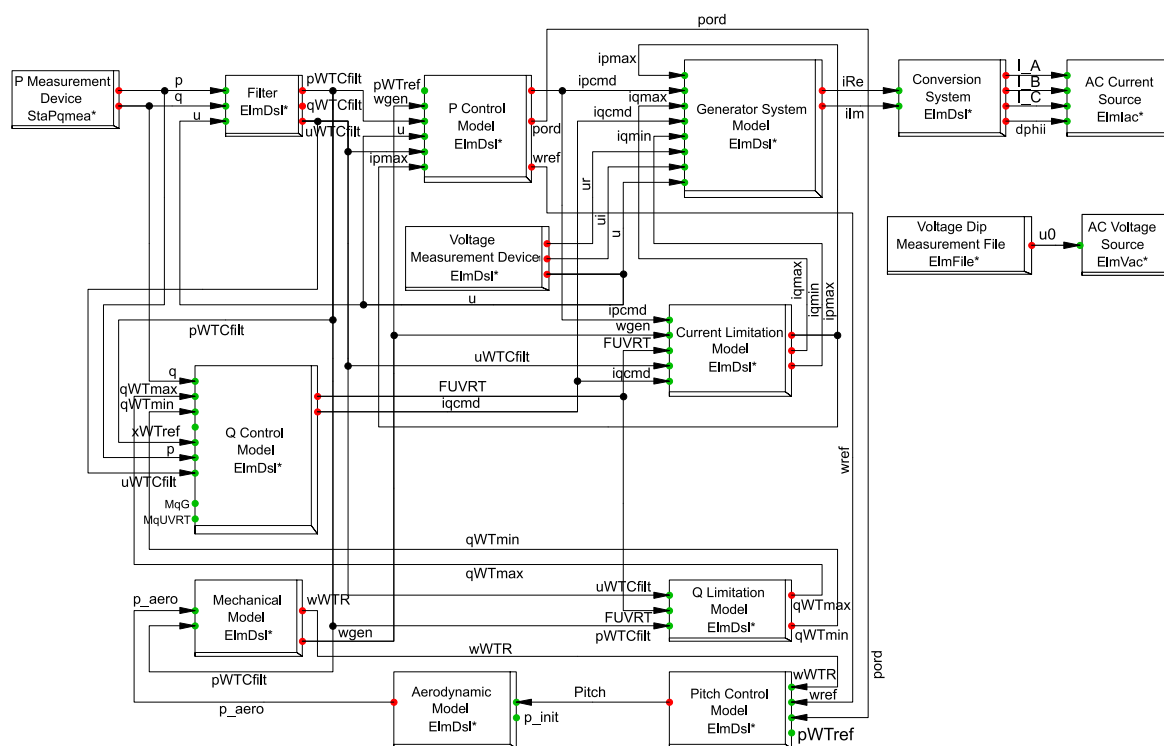 pord
P Measurement
Device
StaPqmea*
p
q
u
Filter
ElmDsl*
pWTCfilt
qWTCfilt
uWTCfilt
pWTref
wgen
u
ipmax
P Control
Model
ElmDsl*
pord
wref
ipmax
ipcmd
iqmax
iqcmd
iqmin
Generator System
Model
ElmDsl*
iRe
iIm
Conversion
System
ElmDsl*
I_A
I_B
I_C
dphii
AC Current
Source
ElmIac*
ur
ui
u
Voltage
Measurement Device
ElmDsl*
u
Voltage Dip
Measurement File
ElmFile*
u0
AC Voltage
Source
ElmVac*
iqmax
iqmin
ipmax
pWTCfilt
ipcmd
wgen
FUVRT
uWTCfilt
iqcmd
Current Limitation
Model
ElmDsl*
q
qWTmax
qWTmin
xWTref
p
uWTCfilt
MqG
MqUVRT
Q Control
Model
ElmDsl*
FUVRT
iqcmd
wref
qWTmin
qWTmax
p_aero
Mechanical
Model
ElmDsl*
wWTR
wgen
pWTCfilt
uWTCfilt
FUVRT
pWTCfilt
Q Limitation
Model
ElmDsl*
qWTmax
qWTmin
wWTR
pord
p_aero
Aerodynamic
Model
ElmDsl*
Pitch
p_init
Pitch Control
Model
ElmDsl*
wWTR
wref
pWTref